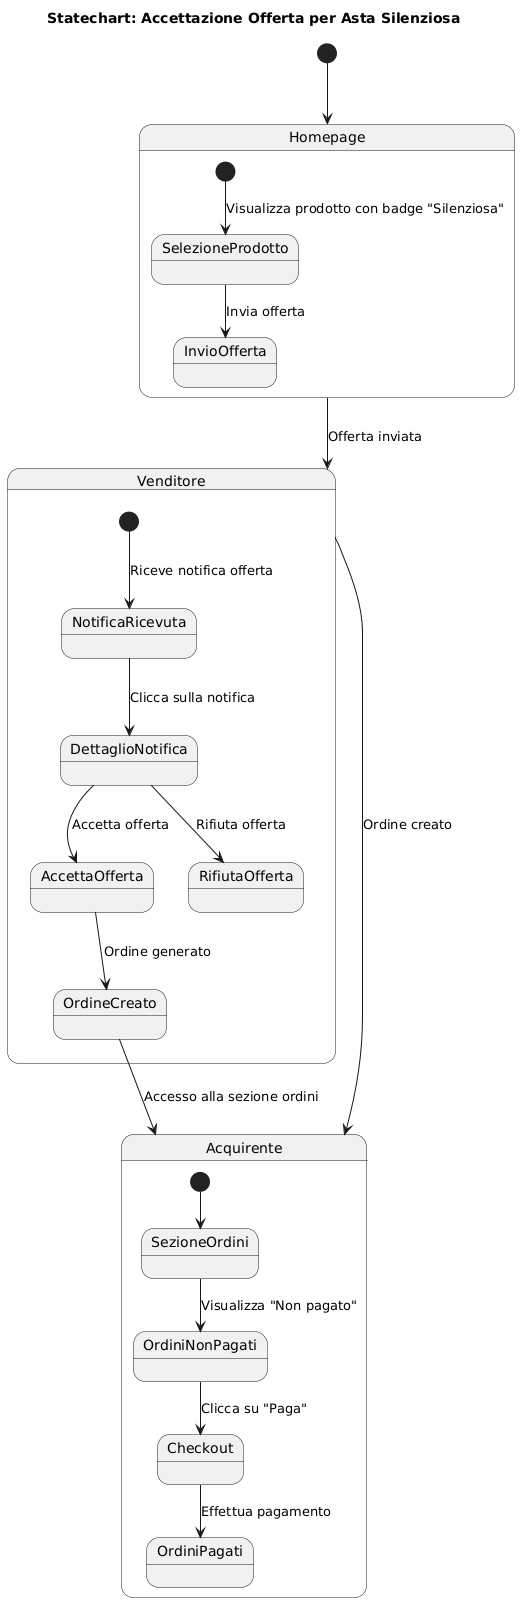 Statechart: Accettazione Offerta per Asta Silenziosa
Homepage
Visualizza prodotto con badge "Silenziosa"
SelezioneProdotto
Invia offerta
InvioOfferta
Offerta inviata
Venditore
Riceve notifica offerta
NotificaRicevuta
Clicca sulla notifica
DettaglioNotifica
Accetta offerta
Rifiuta offerta
Ordine creato
AccettaOfferta
RifiutaOfferta
Ordine generato
OrdineCreato
Accesso alla sezione ordini
Acquirente
SezioneOrdini
Visualizza "Non pagato"
OrdiniNonPagati
Clicca su "Paga"
Checkout
Effettua pagamento
OrdiniPagati